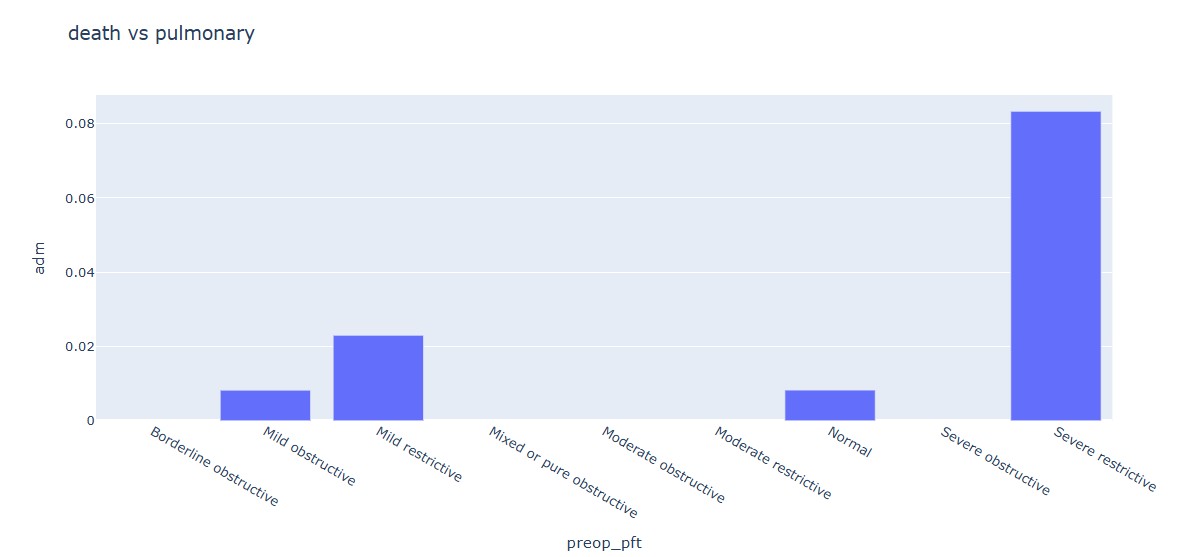 death vs pulmonary
0.08
0.06
0.04
0.02
0
adm
Borderline obstructive
Mild obstructive
Mild restrictive
Mixed or pure obstructive
Moderate obstructive
Moderate restrictive
Normal
Severe obstructive
Severe restrictive
preop_pft